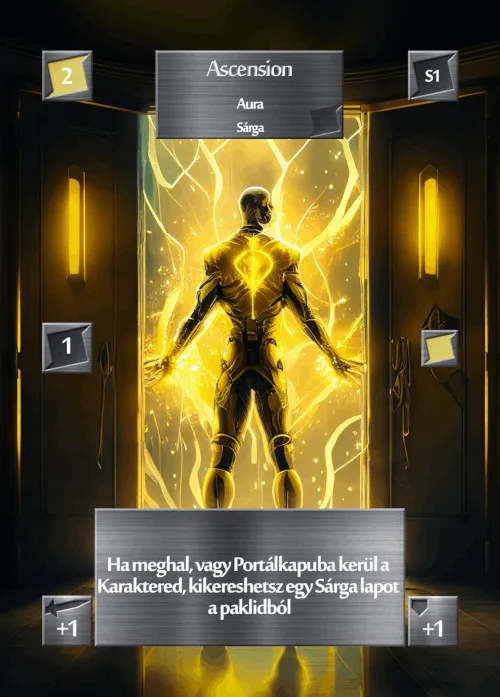 2
Ascension
S1
Aura
Sárga
1
Ha meghal, vagy Portálkapuba kerül a
Karaktered, kikereshetsz egy Sárga lapot
a paklidból
+1
+1